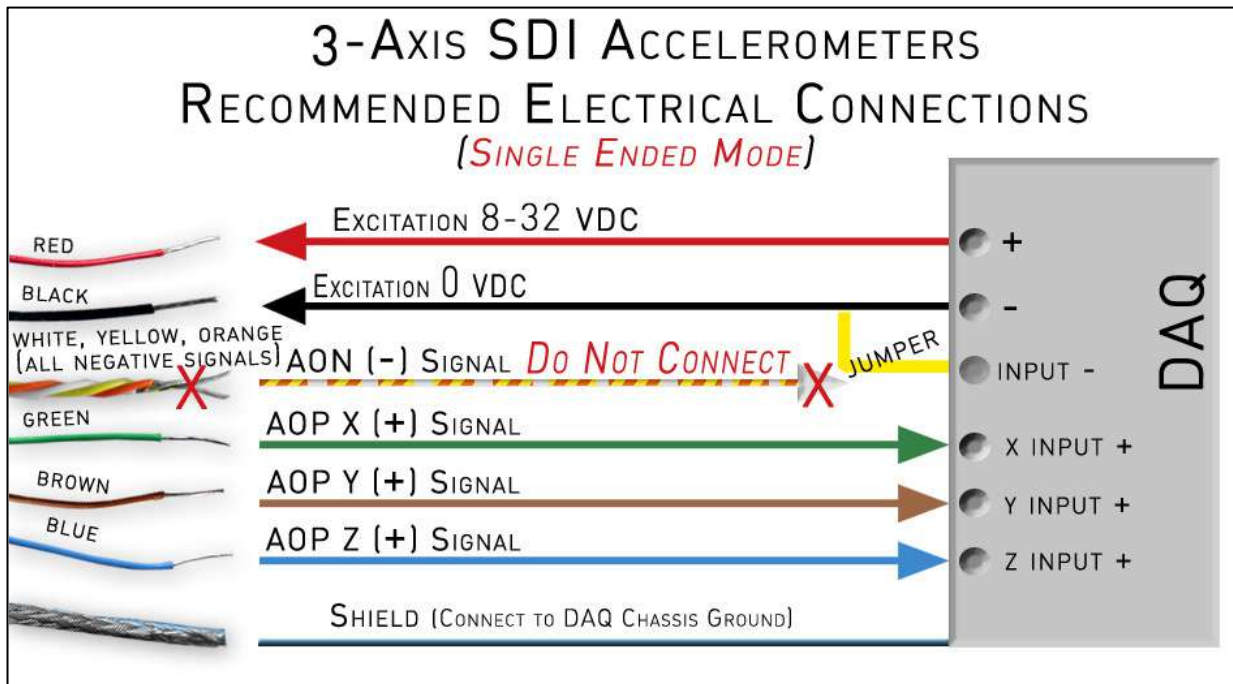 3-AXIS SDI ACCELEROMETERS
RECOMMENDED ELECTRICAL CONNECTIONS
(SINGLE ENDED MODE)
RED
EXCITATION 8-32 VDC
+
BLACK
EXCITATION 0 VDC
-
WHITE, YELLOW, ORANGE
(ALL NEGATIVE SIGNALS)
X
AON (-) SIGNAL DO NOT CONNECT
X
JUMPER
INPUT -
GREEN
AOP X (+) SIGNAL
X INPUT +
BROWN
AOP Y (+) SIGNAL
Y INPUT +
BLUE
AOP Z (+) SIGNAL
Z INPUT +
SHIELD (CONNECT TO DAQ CHASSIS GROUND)
DAQ